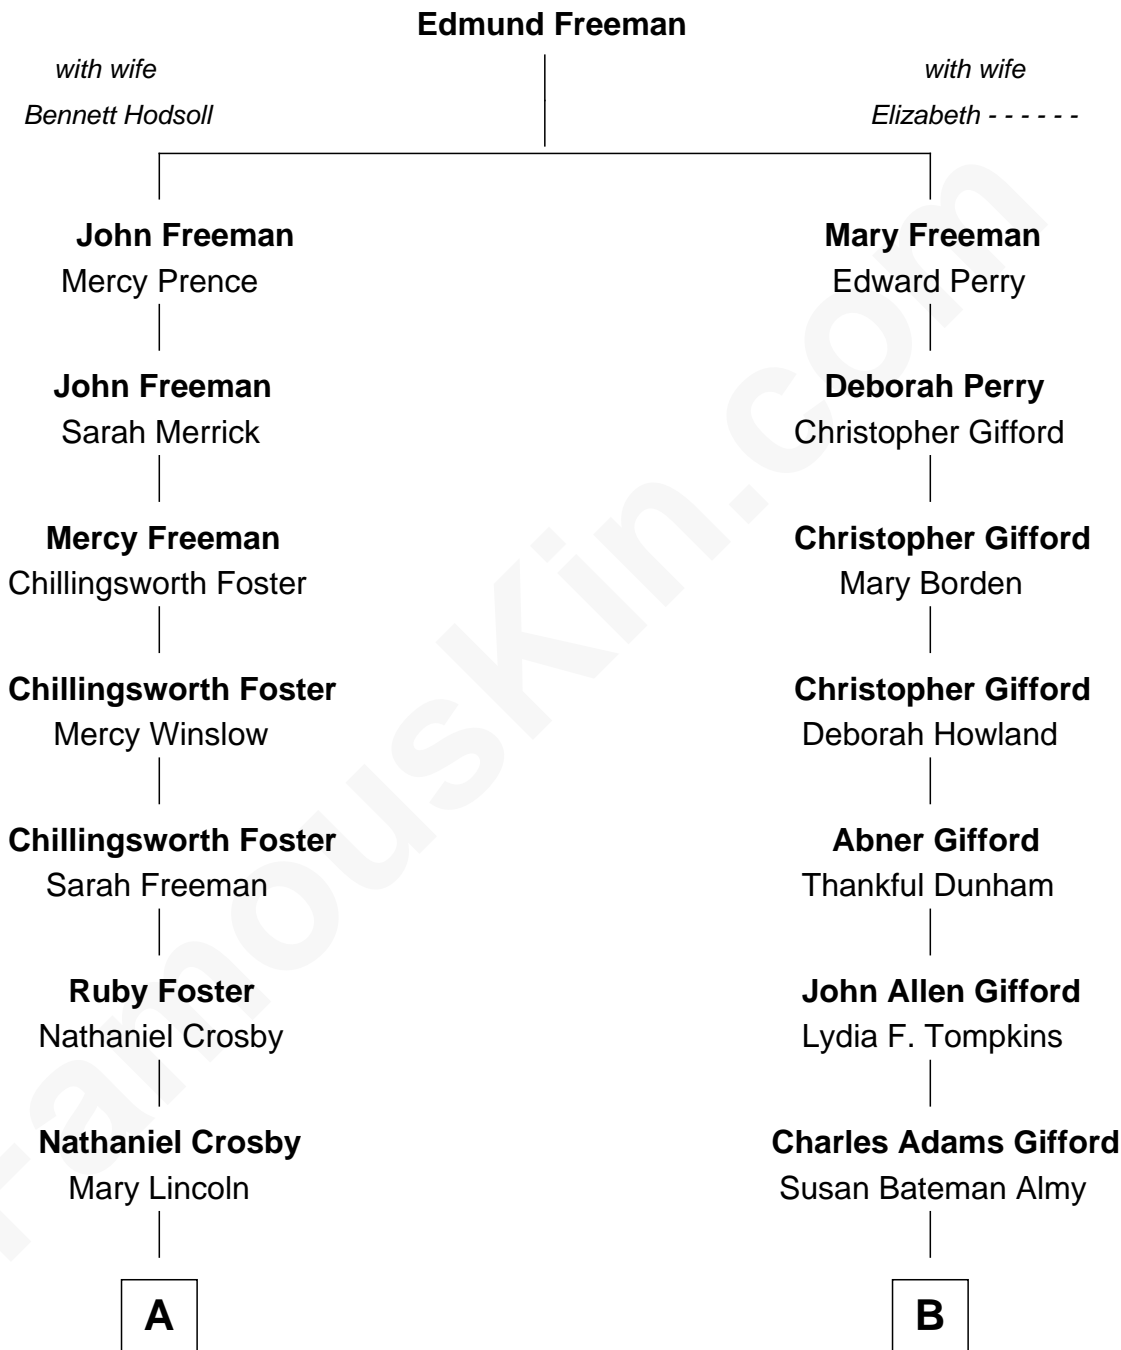 Edmund Freeman
with wife
Bennett Hodsoll
with wife
Elizabeth - - - - - -
John Freeman
Mercy Prence
Mary Freeman
Edward Perry
John Freeman
Sarah Merrick
Deborah Perry
Christopher Gifford
Mercy Freeman
Chillingsworth Foster
Christopher Gifford
Mary Borden
Chillingsworth Foster
Mercy Winslow
Christopher Gifford
Deborah Howland
Chillingsworth Foster
Sarah Freeman
Abner Gifford
Thankful Dunham
Ruby Foster
Nathaniel Crosby
John Allen Gifford
Lydia F. Tompkins
Nathaniel Crosby
Mary Lincoln
Charles Adams Gifford
Susan Bateman Almy
A
B
FamousKin.com